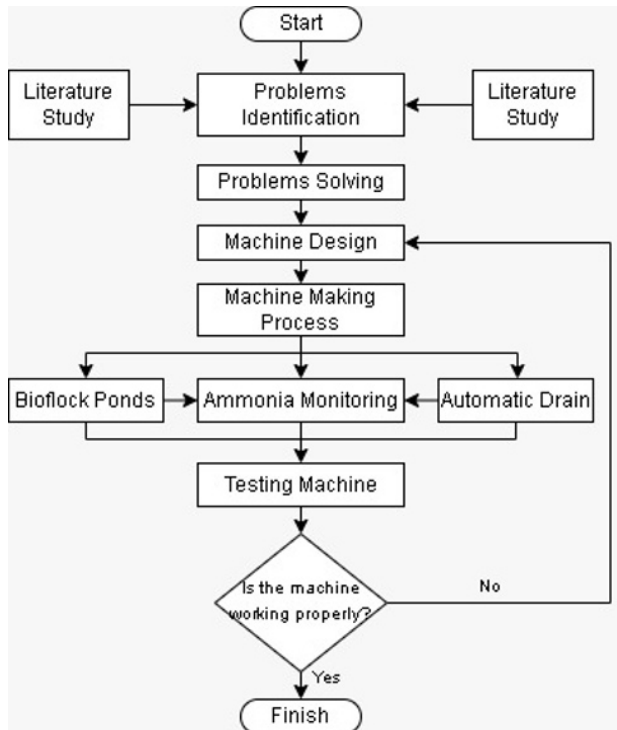 Start
Literature
Study
Problems
Identification
Literature
Study
Problems Solving
Machine Design
Machine Making
Process
Bioflock Ponds
Ammonia Monitoring
Automatic Drain
Testing Machine
Is the machine
working properly?
No
Yes
Finish